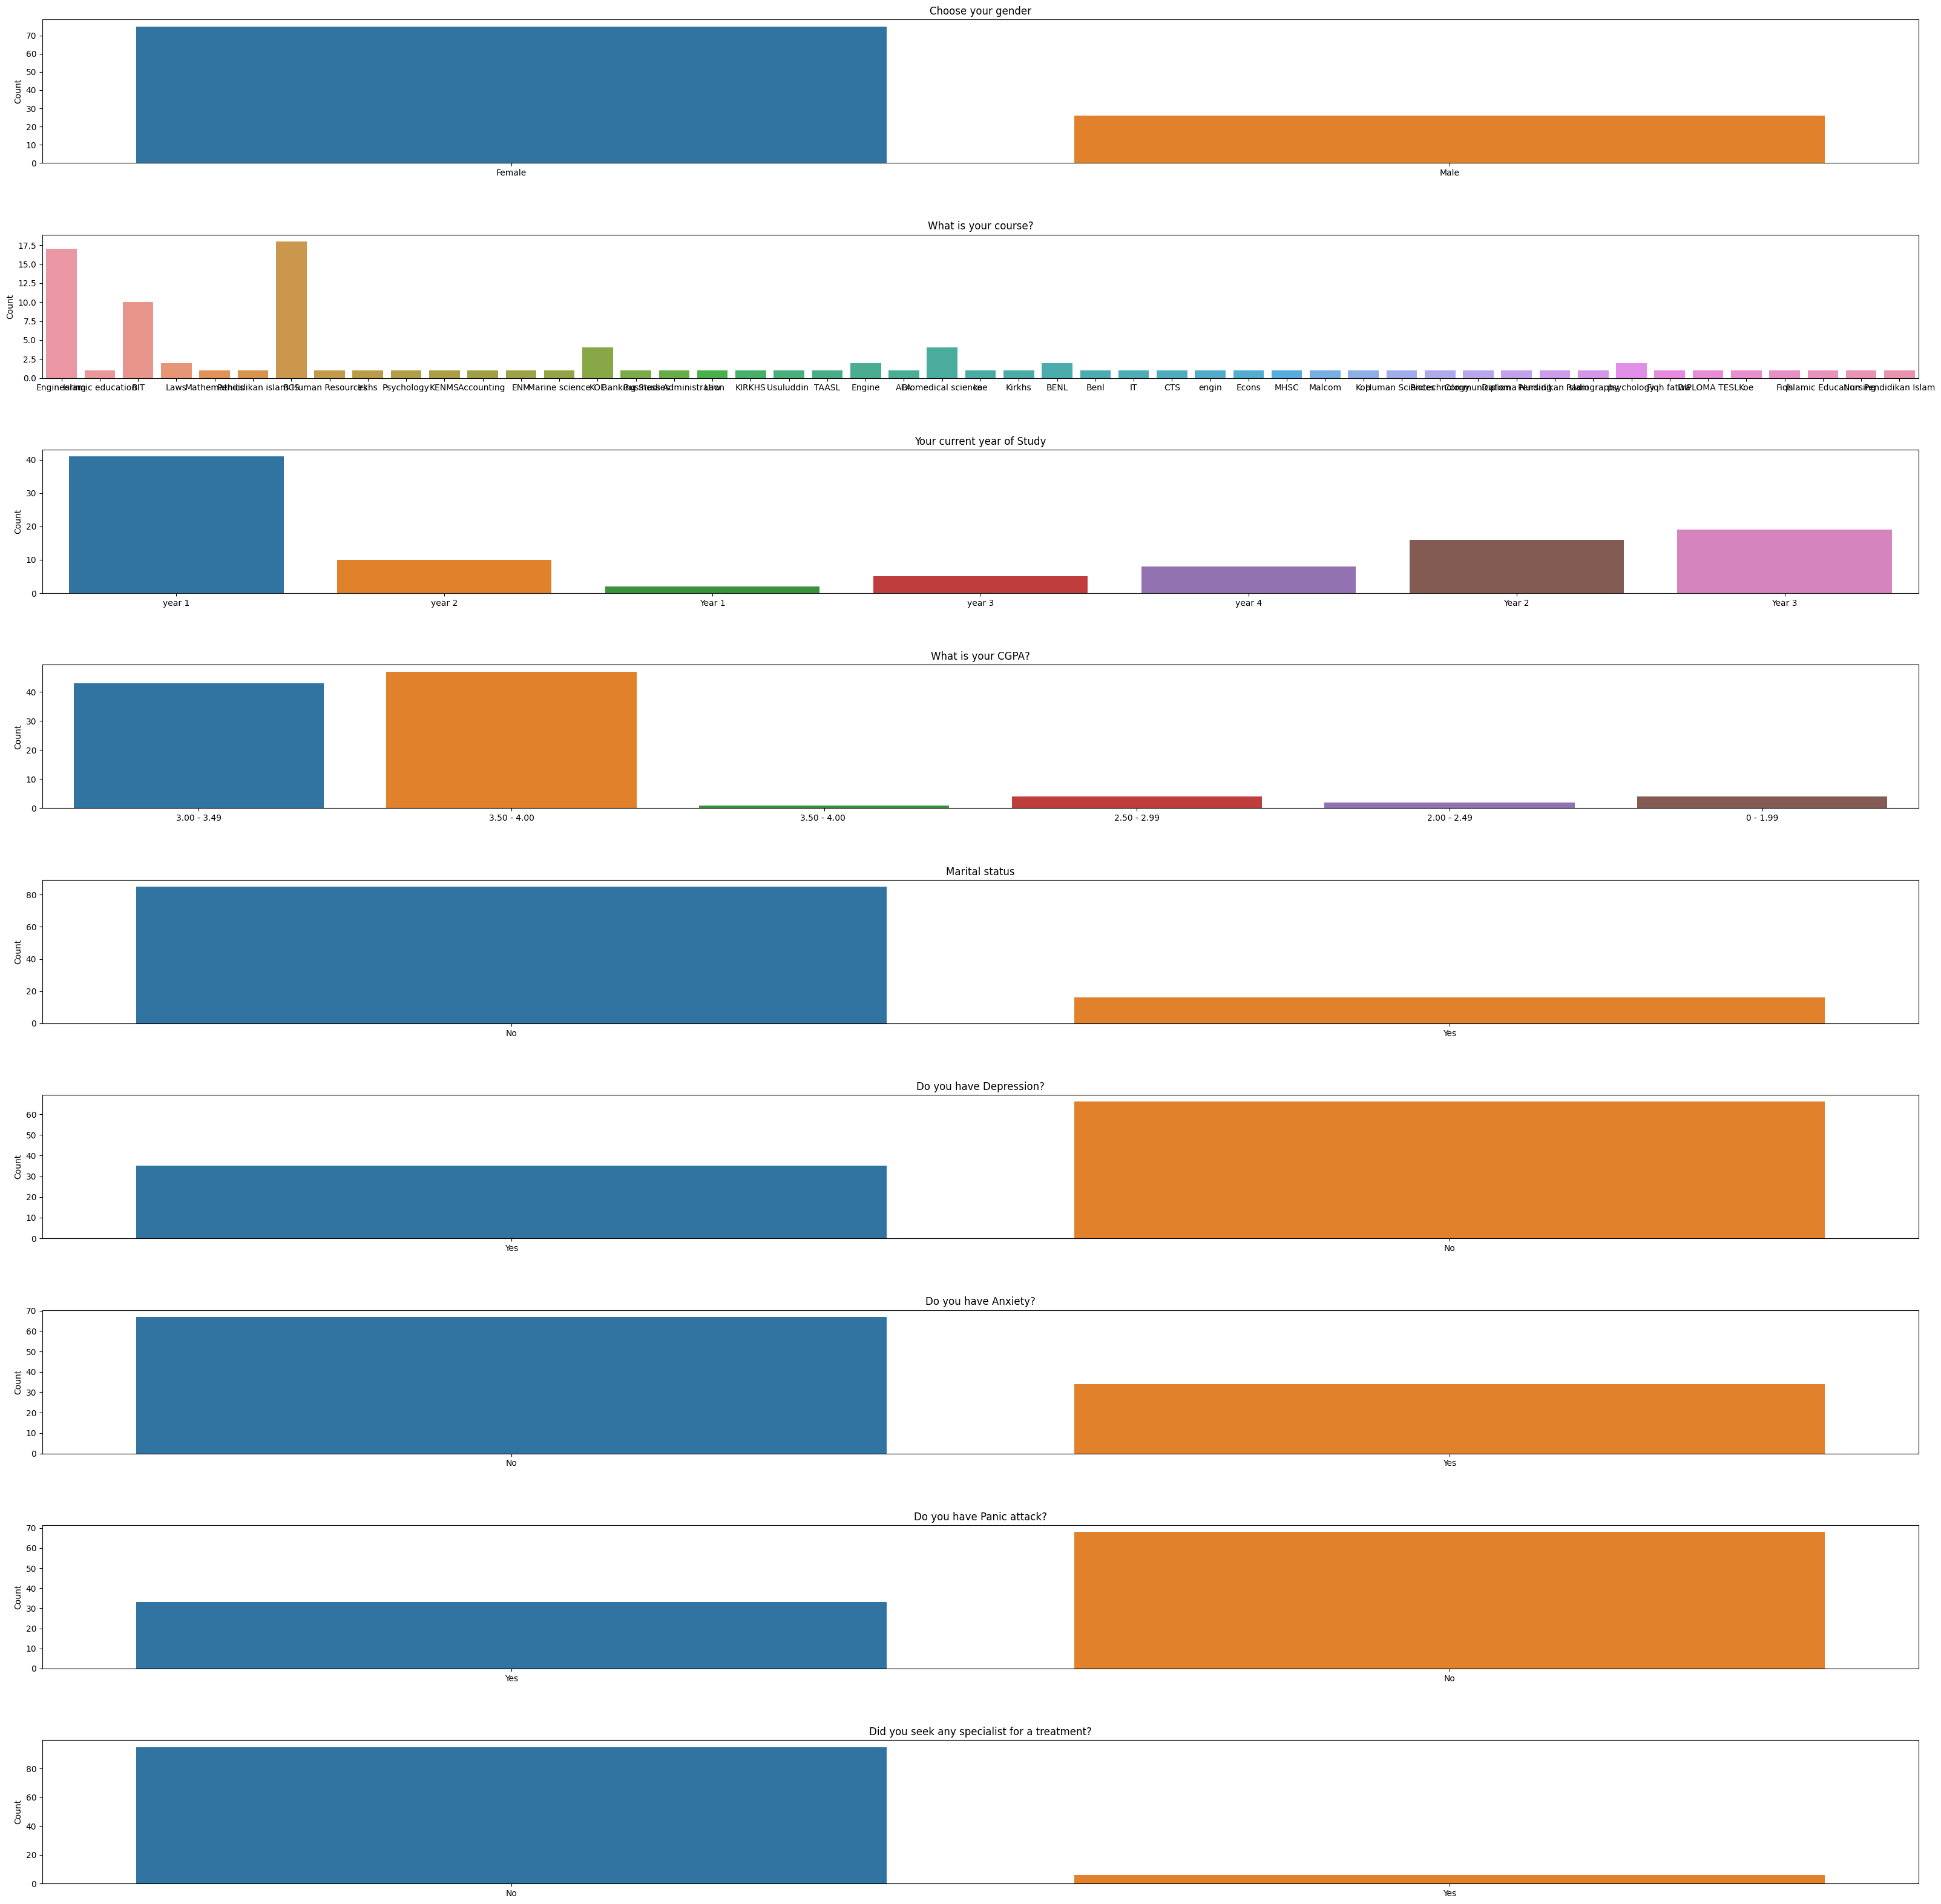 Choose your gender
70
60
50
40
30
20
10
0
Count
Female Male
What is your course?
17.5
15.0
12.5
10.0
7.5
5.0
2.5
0.0
Count
Engineering Islamic education BIT Laws Mathemathics Pendidikan islam BCS Human Resources Irkhs Psychology KENMS Accounting ENM Marine science KOE Banking Studies Business Administration Law KIRKHS Usuluddin TAASL Engine ALA Biomedical science koe Kirkhs BENL Benl IT CTS engin Econs MHSC Malcom Kop Human Sciences Biotechnology Communication Diploma Nursing Pendidikan Islam Radiography psychology Fiqh fatwa DIPLOMA TESL Koe Fiqh Islamic Education Nursing Pendidikan Islam
Your current year of Study
40
30
20
10
0
Count
year 1 year 2 Year 1 year 3 year 4 Year 2 Year 3
What is your CGPA?
40
30
20
10
0
Count
3.00 - 3.49 3.50 - 4.00 3.50 - 4.00 2.50 - 2.99 2.00 - 2.49 0 - 1.99
Marital status
80
60
40
20
0
Count
No Yes
Do you have Depression?
60
50
40
30
20
10
0
Count
Yes No
Do you have Anxiety?
70
60
50
40
30
20
10
0
Count
No Yes
Do you have Panic attack?
70
60
50
40
30
20
10
0
Count
Yes No
Did you seek any specialist for a treatment?
80
60
40
20
0
Count
No Yes